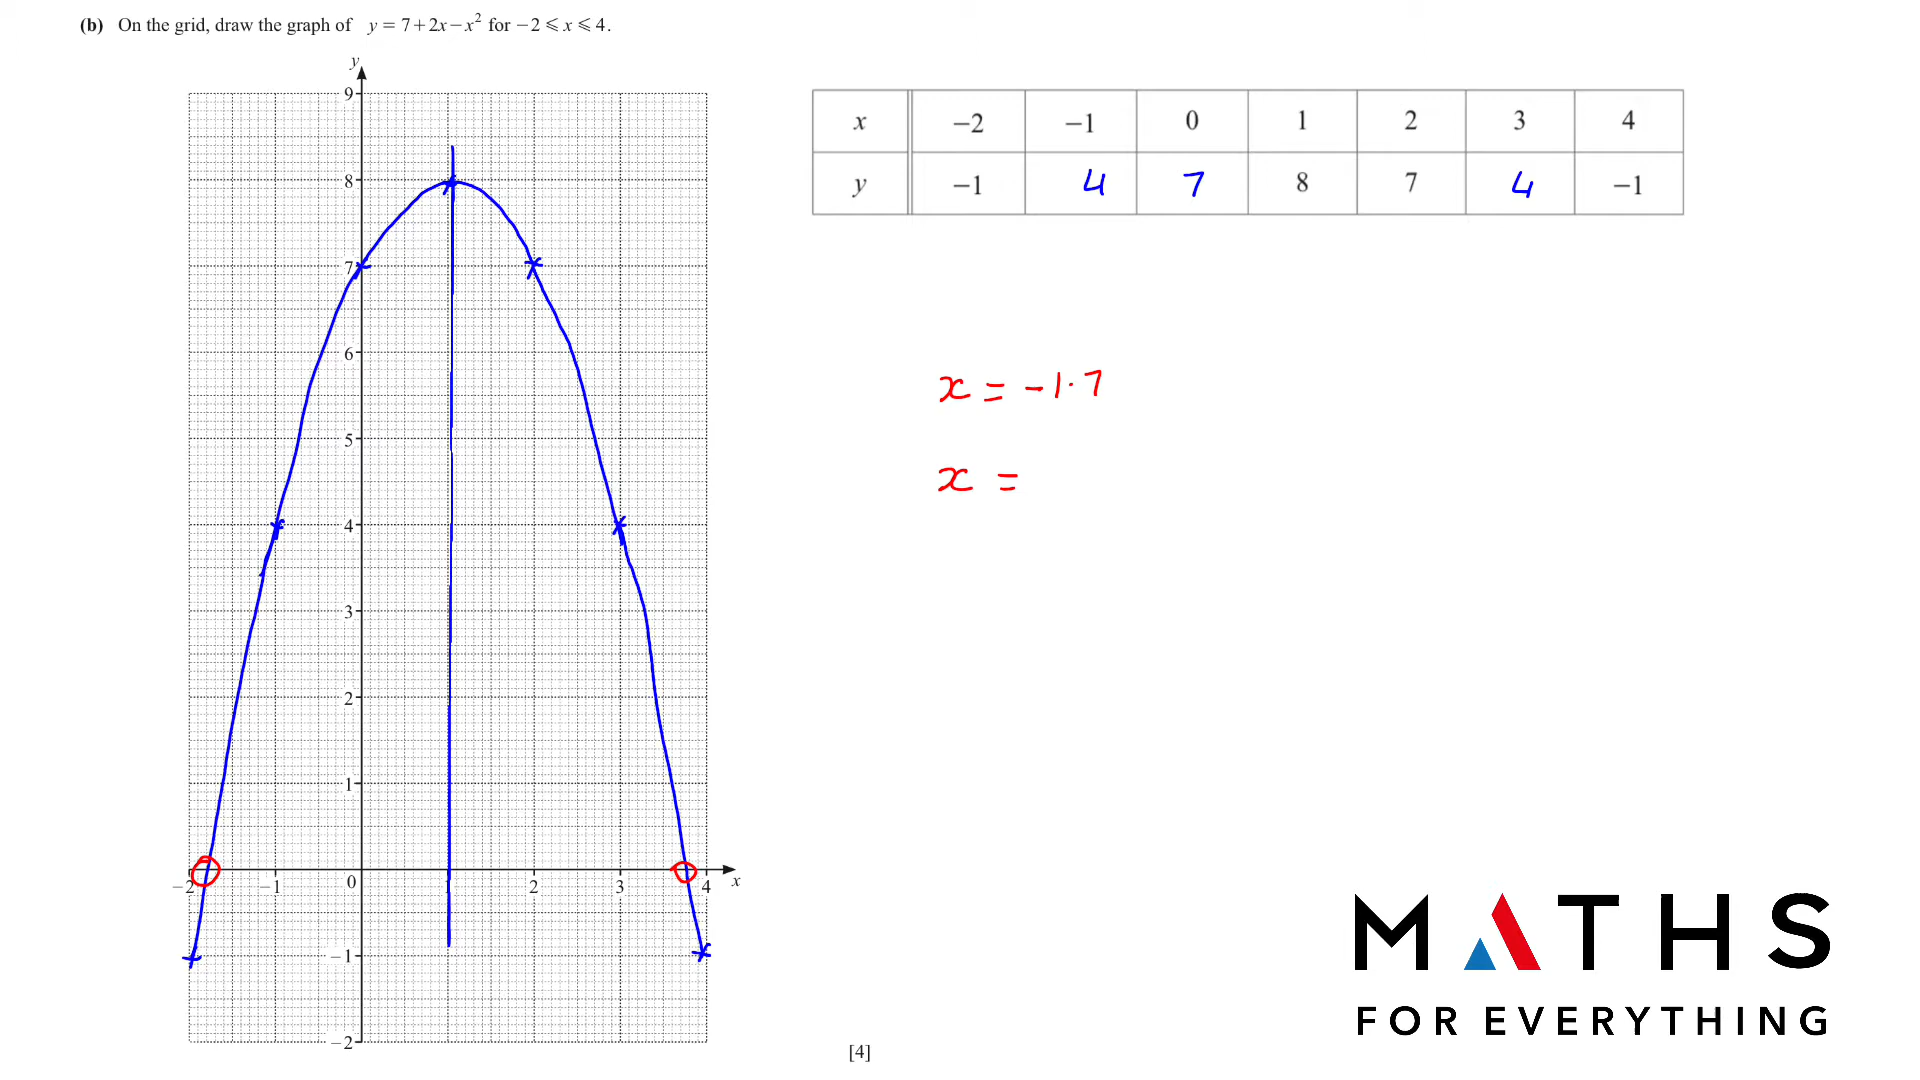 (b) On the grid, draw the graph of y = 7 + 2x − x² for −2 ⩽ x ⩽ 4.
y
9
8
7
6
5
4
3
2
1
−2 −1 0 2 3 4 x
−1
−2
x −2 −1 0 1 2 3 4
y −1 4 7 8 7 4 −1
x = −1·7
x =
[4]
MATHS
FOR EVERYTHING